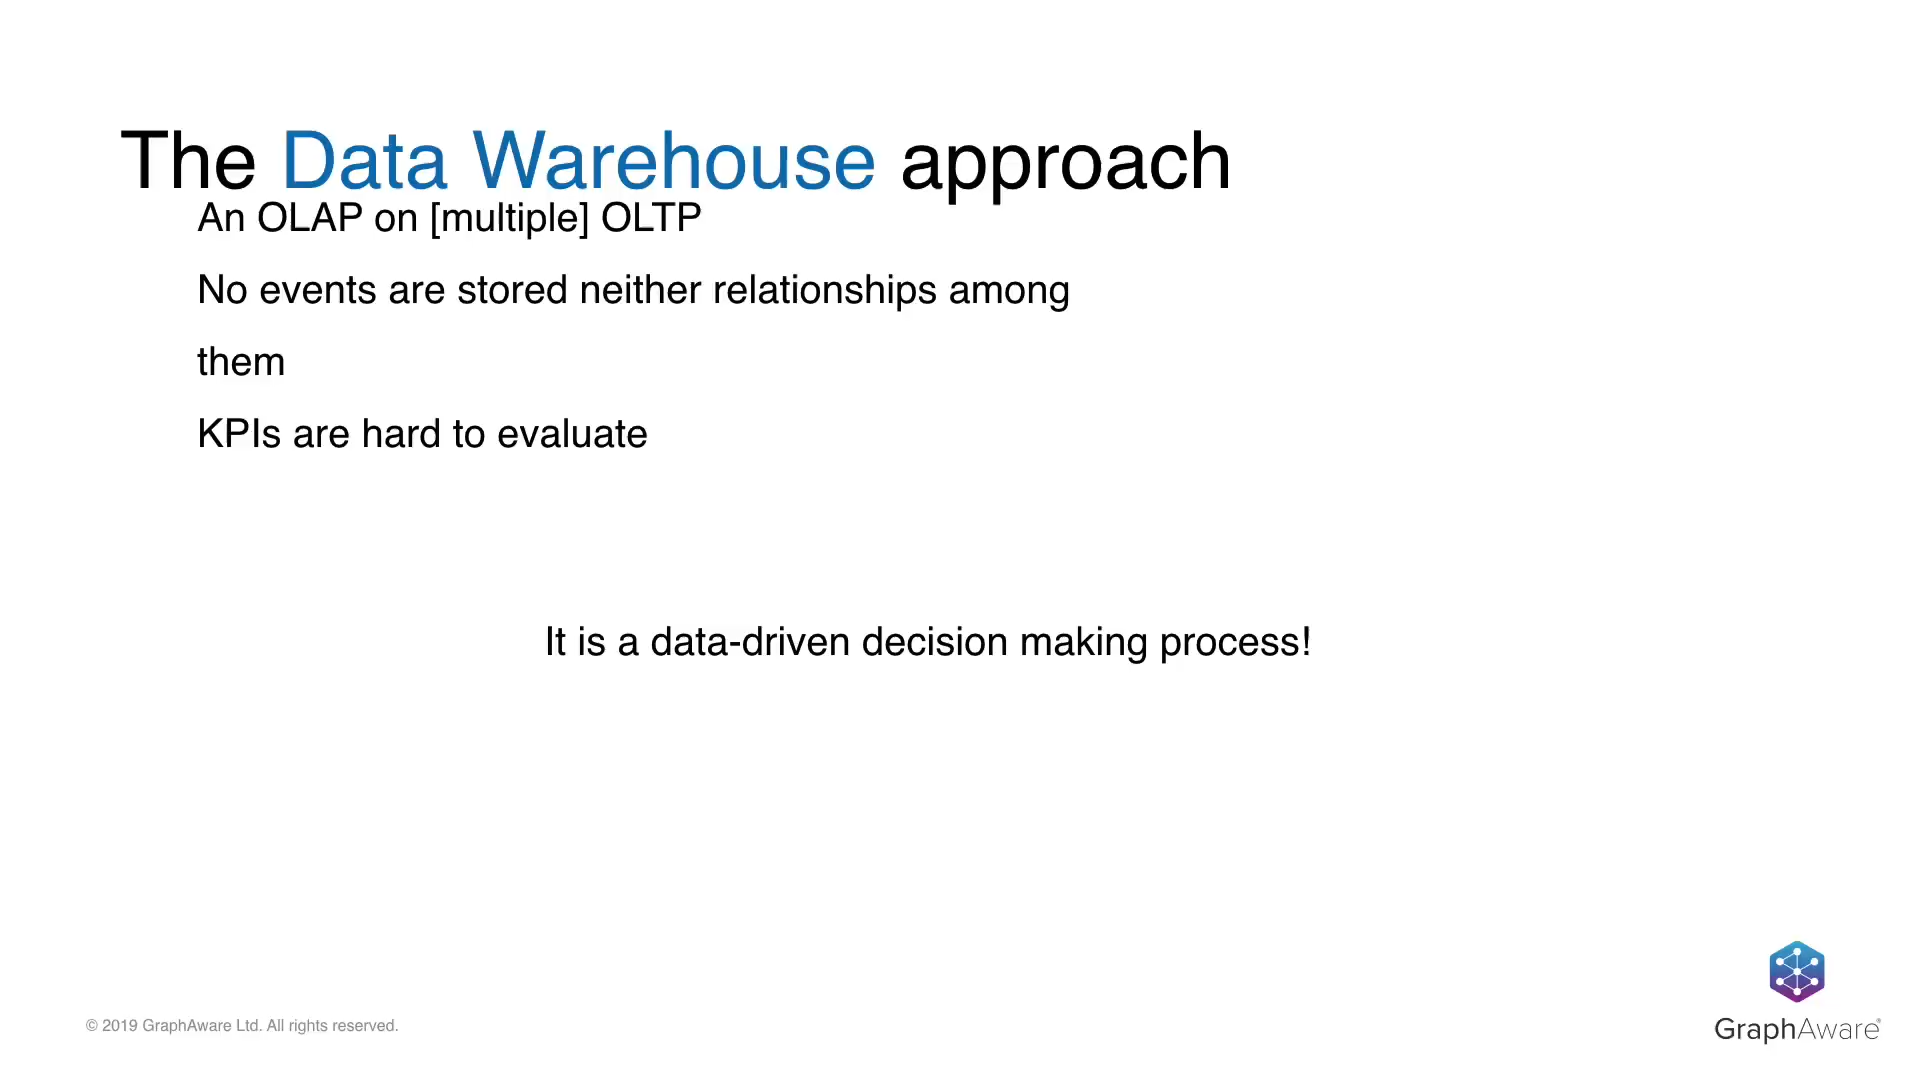 The Data Warehouse approach
An OLAP on [multiple] OLTP
No events are stored neither relationships among
them
KPIs are hard to evaluate
It is a data-driven decision making process!
© 2019 GraphAware Ltd. All rights reserved.
GraphAware®